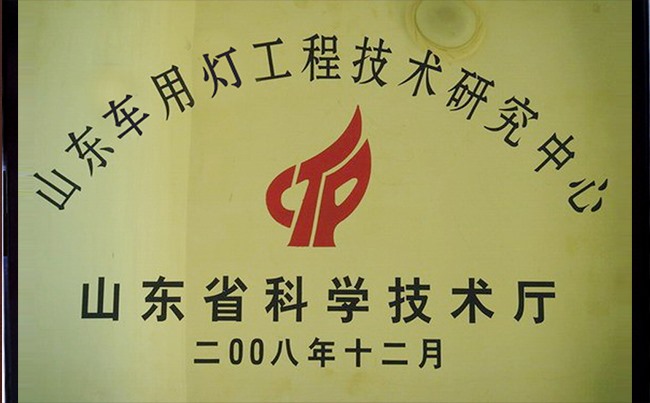 山东车用灯工程技术研究中心
CTP
山东省科学技术厅
二00八年十二月